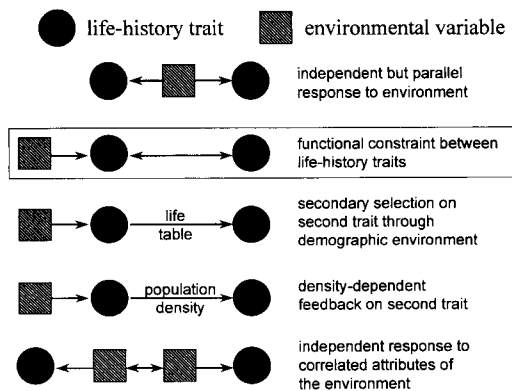 life-history trait
environmental variable
independent but parallel
response to environment
functional constraint between
life-history traits
life
table
secondary selection on
second trait through
demographic environment
population
density
density-dependent
feedback on second trait
independent response to
correlated attributes of
the environment